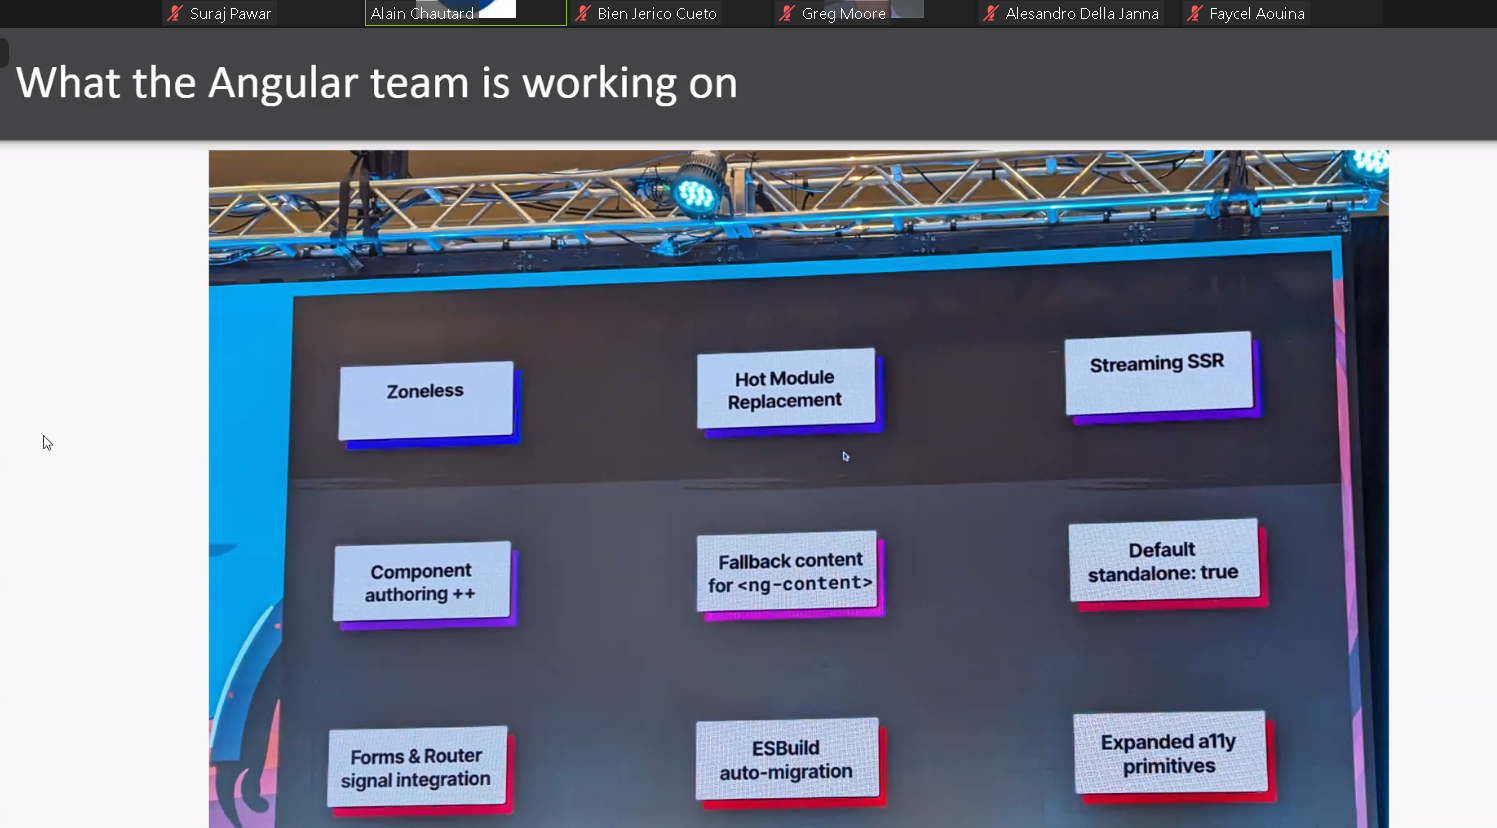 Suraj Pawar
Alain Chautard
Bien Jerico Cueto
Greg Moore
Alesandro Della Janna
Faycel Aouina
What the Angular team is working on
Zoneless
Hot Module
Replacement
Streaming SSR
Component
authoring ++
Fallback content
for <ng-content>
Default
standalone: true
Forms & Router
signal integration
ESBuild
auto-migration
Expanded a11y
primitives